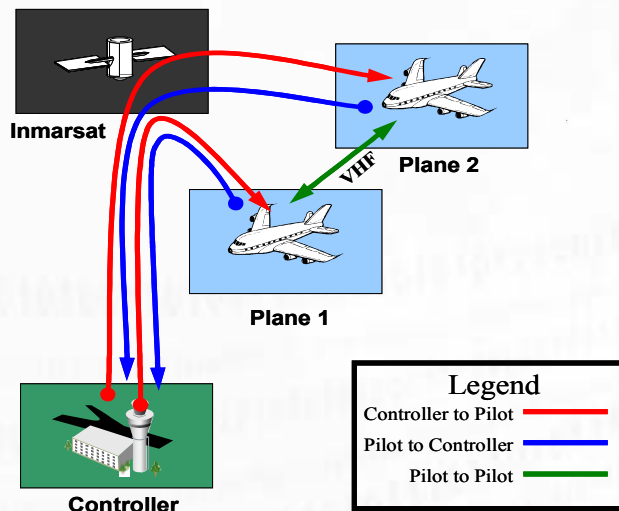 Inmarsat
Plane 2
VHF
Plane 1
Legend
Controller to Pilot
Pilot to Controller
Pilot to Pilot
Controller